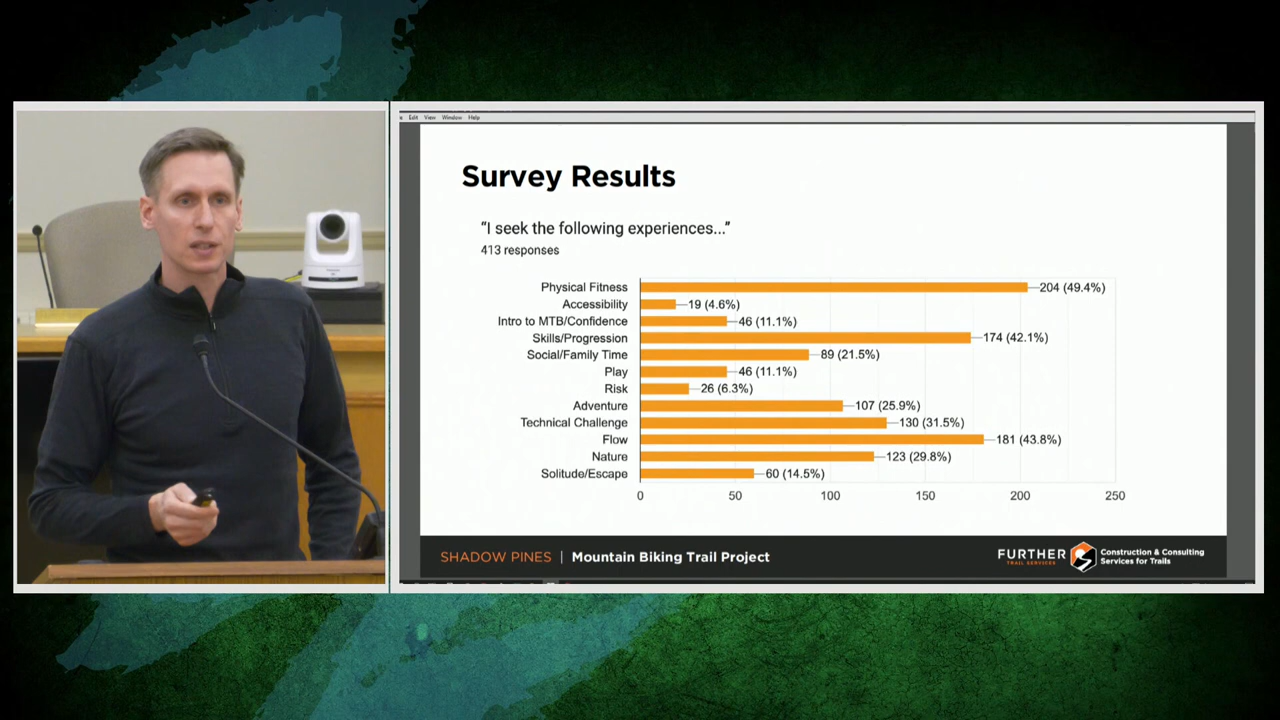 Edit View Window Help
Survey Results
“I seek the following experiences...”
413 responses
Physical Fitness 204 (49.4%)
Accessibility 19 (4.6%)
Intro to MTB/Confidence 46 (11.1%)
Skills/Progression 174 (42.1%)
Social/Family Time 89 (21.5%)
Play 46 (11.1%)
Risk 26 (6.3%)
Adventure 107 (25.9%)
Technical Challenge 130 (31.5%)
Flow 181 (43.8%)
Nature 123 (29.8%)
Solitude/Escape 60 (14.5%)
0 50 100 150 200 250
SHADOW PINES | Mountain Biking Trail Project
FURTHER
TRAIL SERVICES
Construction & Consulting
Services for Trails